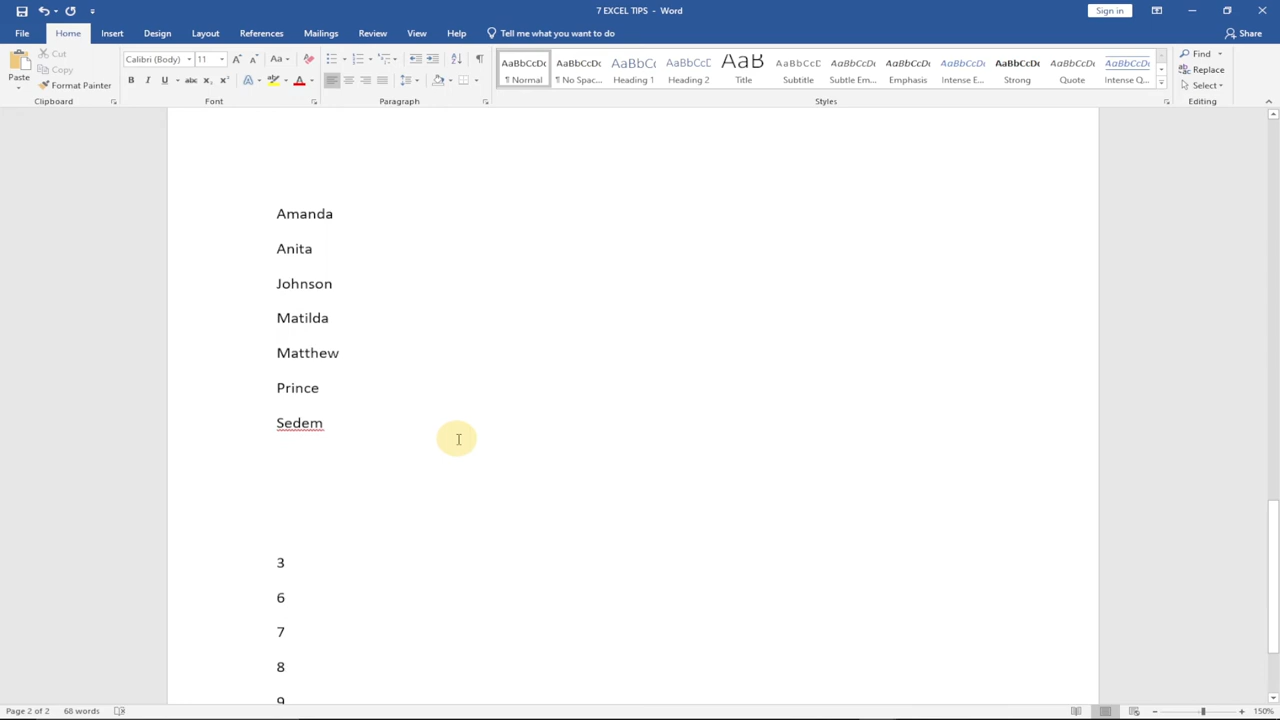 7 EXCEL TIPS - Word
Sign in
File Home Insert Design Layout References Mailings Review View Help Tell me what you want to do Share
Paste
Cut
Copy
Format Painter
Clipboard
Calibri (Body) 11
Font
Paragraph
AaBbCcDc AaBbCcDc AaBbC AaBbCcC AaB AaBbCcC AaBbCcDc AaBbCcDc AaBbCcDc AaBbCcDc AaBbCcDc AaBbCcDc
¶ Normal ¶ No Spac... Heading 1 Heading 2 Title Subtitle Subtle Em... Emphasis Intense E... Strong Quote Intense Q...
Styles
Find
Replace
Select
Editing
Amanda
Anita
Johnson
Matilda
Matthew
Prince
Sedem
3
6
7
8
9
Page 2 of 2 68 words
150%